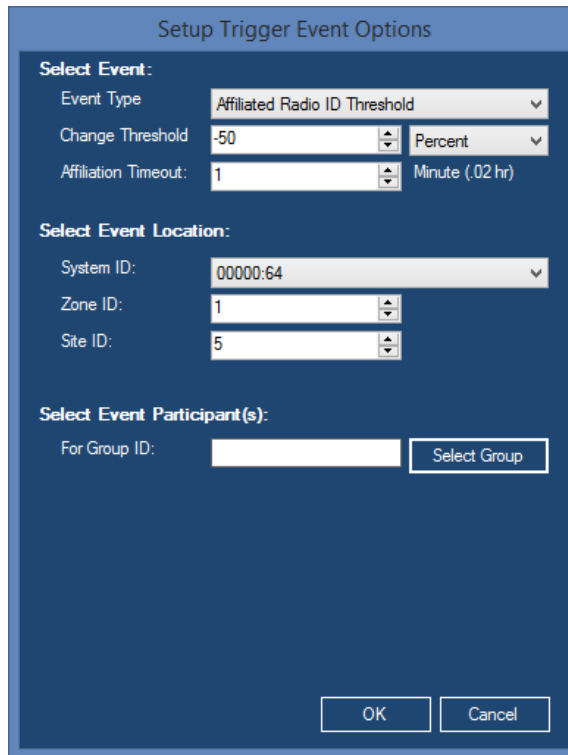 Setup Trigger Event Options
Select Event:
Event Type Affiliated Radio ID Threshold
Change Threshold -50 Percent
Affiliation Timeout: 1 Minute (.02 hr)
Select Event Location:
System ID: 00000:64
Zone ID: 1
Site ID: 5
Select Event Participant(s):
For Group ID: Select Group
OK Cancel